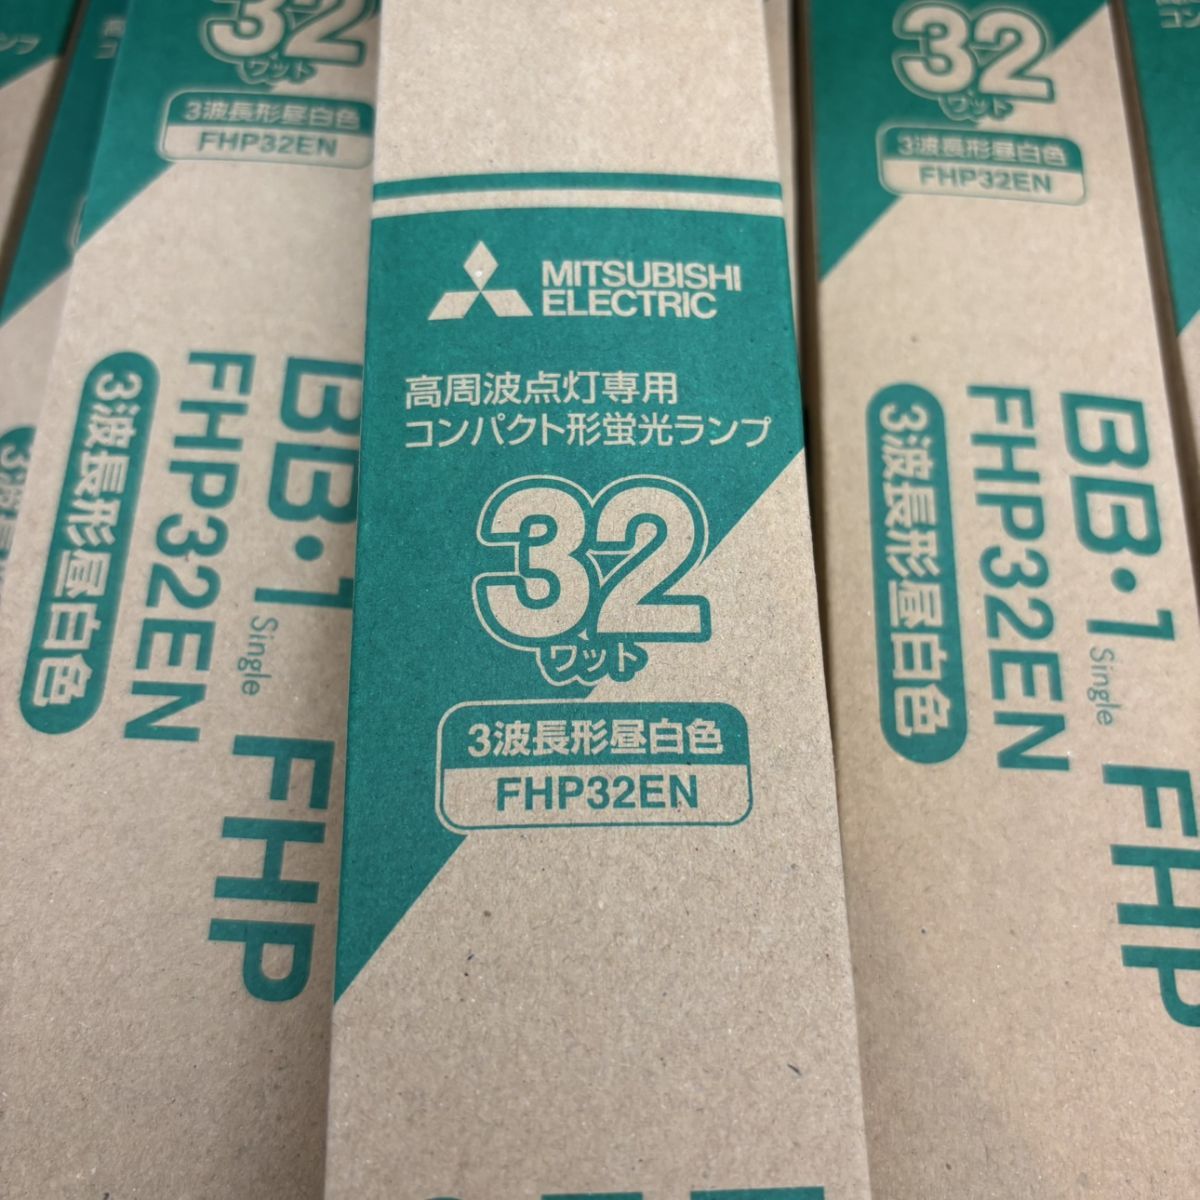 32
ワット
3波長形昼白色
FHP32EN
BB・1
Single
FHP
FHP32EN
3波長形昼白色
MITSUBISHI
ELECTRIC
高周波点灯専用
コンパクト形蛍光ランプ
32
ワット
3波長形昼白色
FHP32EN
32
ワット
3波長形昼白色
FHP32EN
BB・1
Single
FHP
FHP32EN
3波長形昼白色